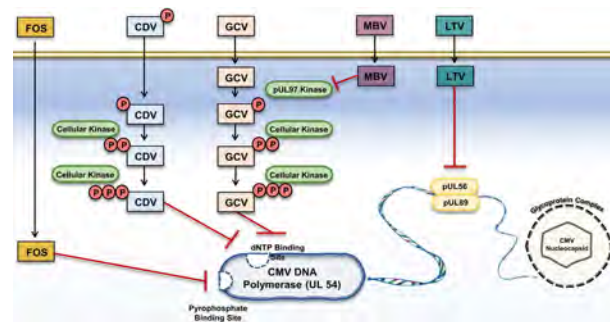 FOS
CDV
P
GCV
MBV
LTV
GCV
MBV
LTV
pUL97 Kinase
P
CDV
GCV
P
Cellular Kinase
P P
CDV
GCV
P P
Cellular Kinase
Cellular Kinase
P P P
CDV
GCV
P P P
Cellular Kinase
pUL56
pUL89
Glycoprotein Complex
CMV
Nucleocapsid
FOS
dNTP Binding
Site
CMV DNA
Polymerase (UL 54)
Pyrophosphate
Binding Site